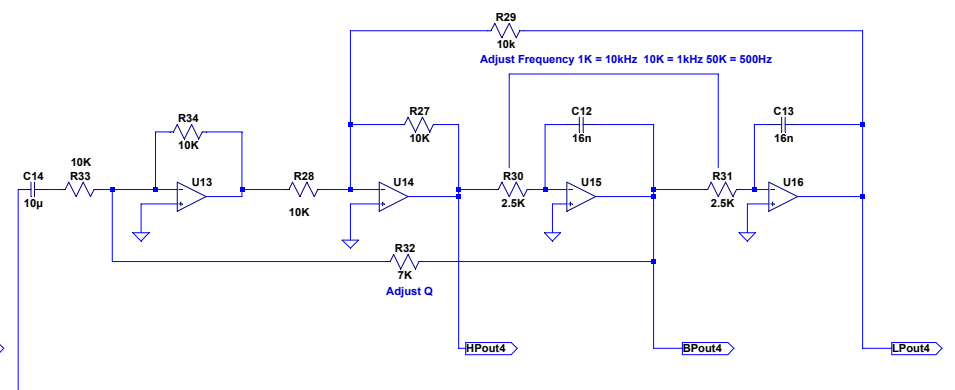 R29
10k
Adjust Frequency 1K = 10kHz 10K = 1kHz 50K = 500Hz
R34
10K
R27
10K
C12
16n
C13
16n
C14
10µ
10K
R33
U13
R28
10K
U14
R30
2.5K
U15
R31
2.5K
U16
R32
7K
Adjust Q
HPout4
BPout4
LPout4